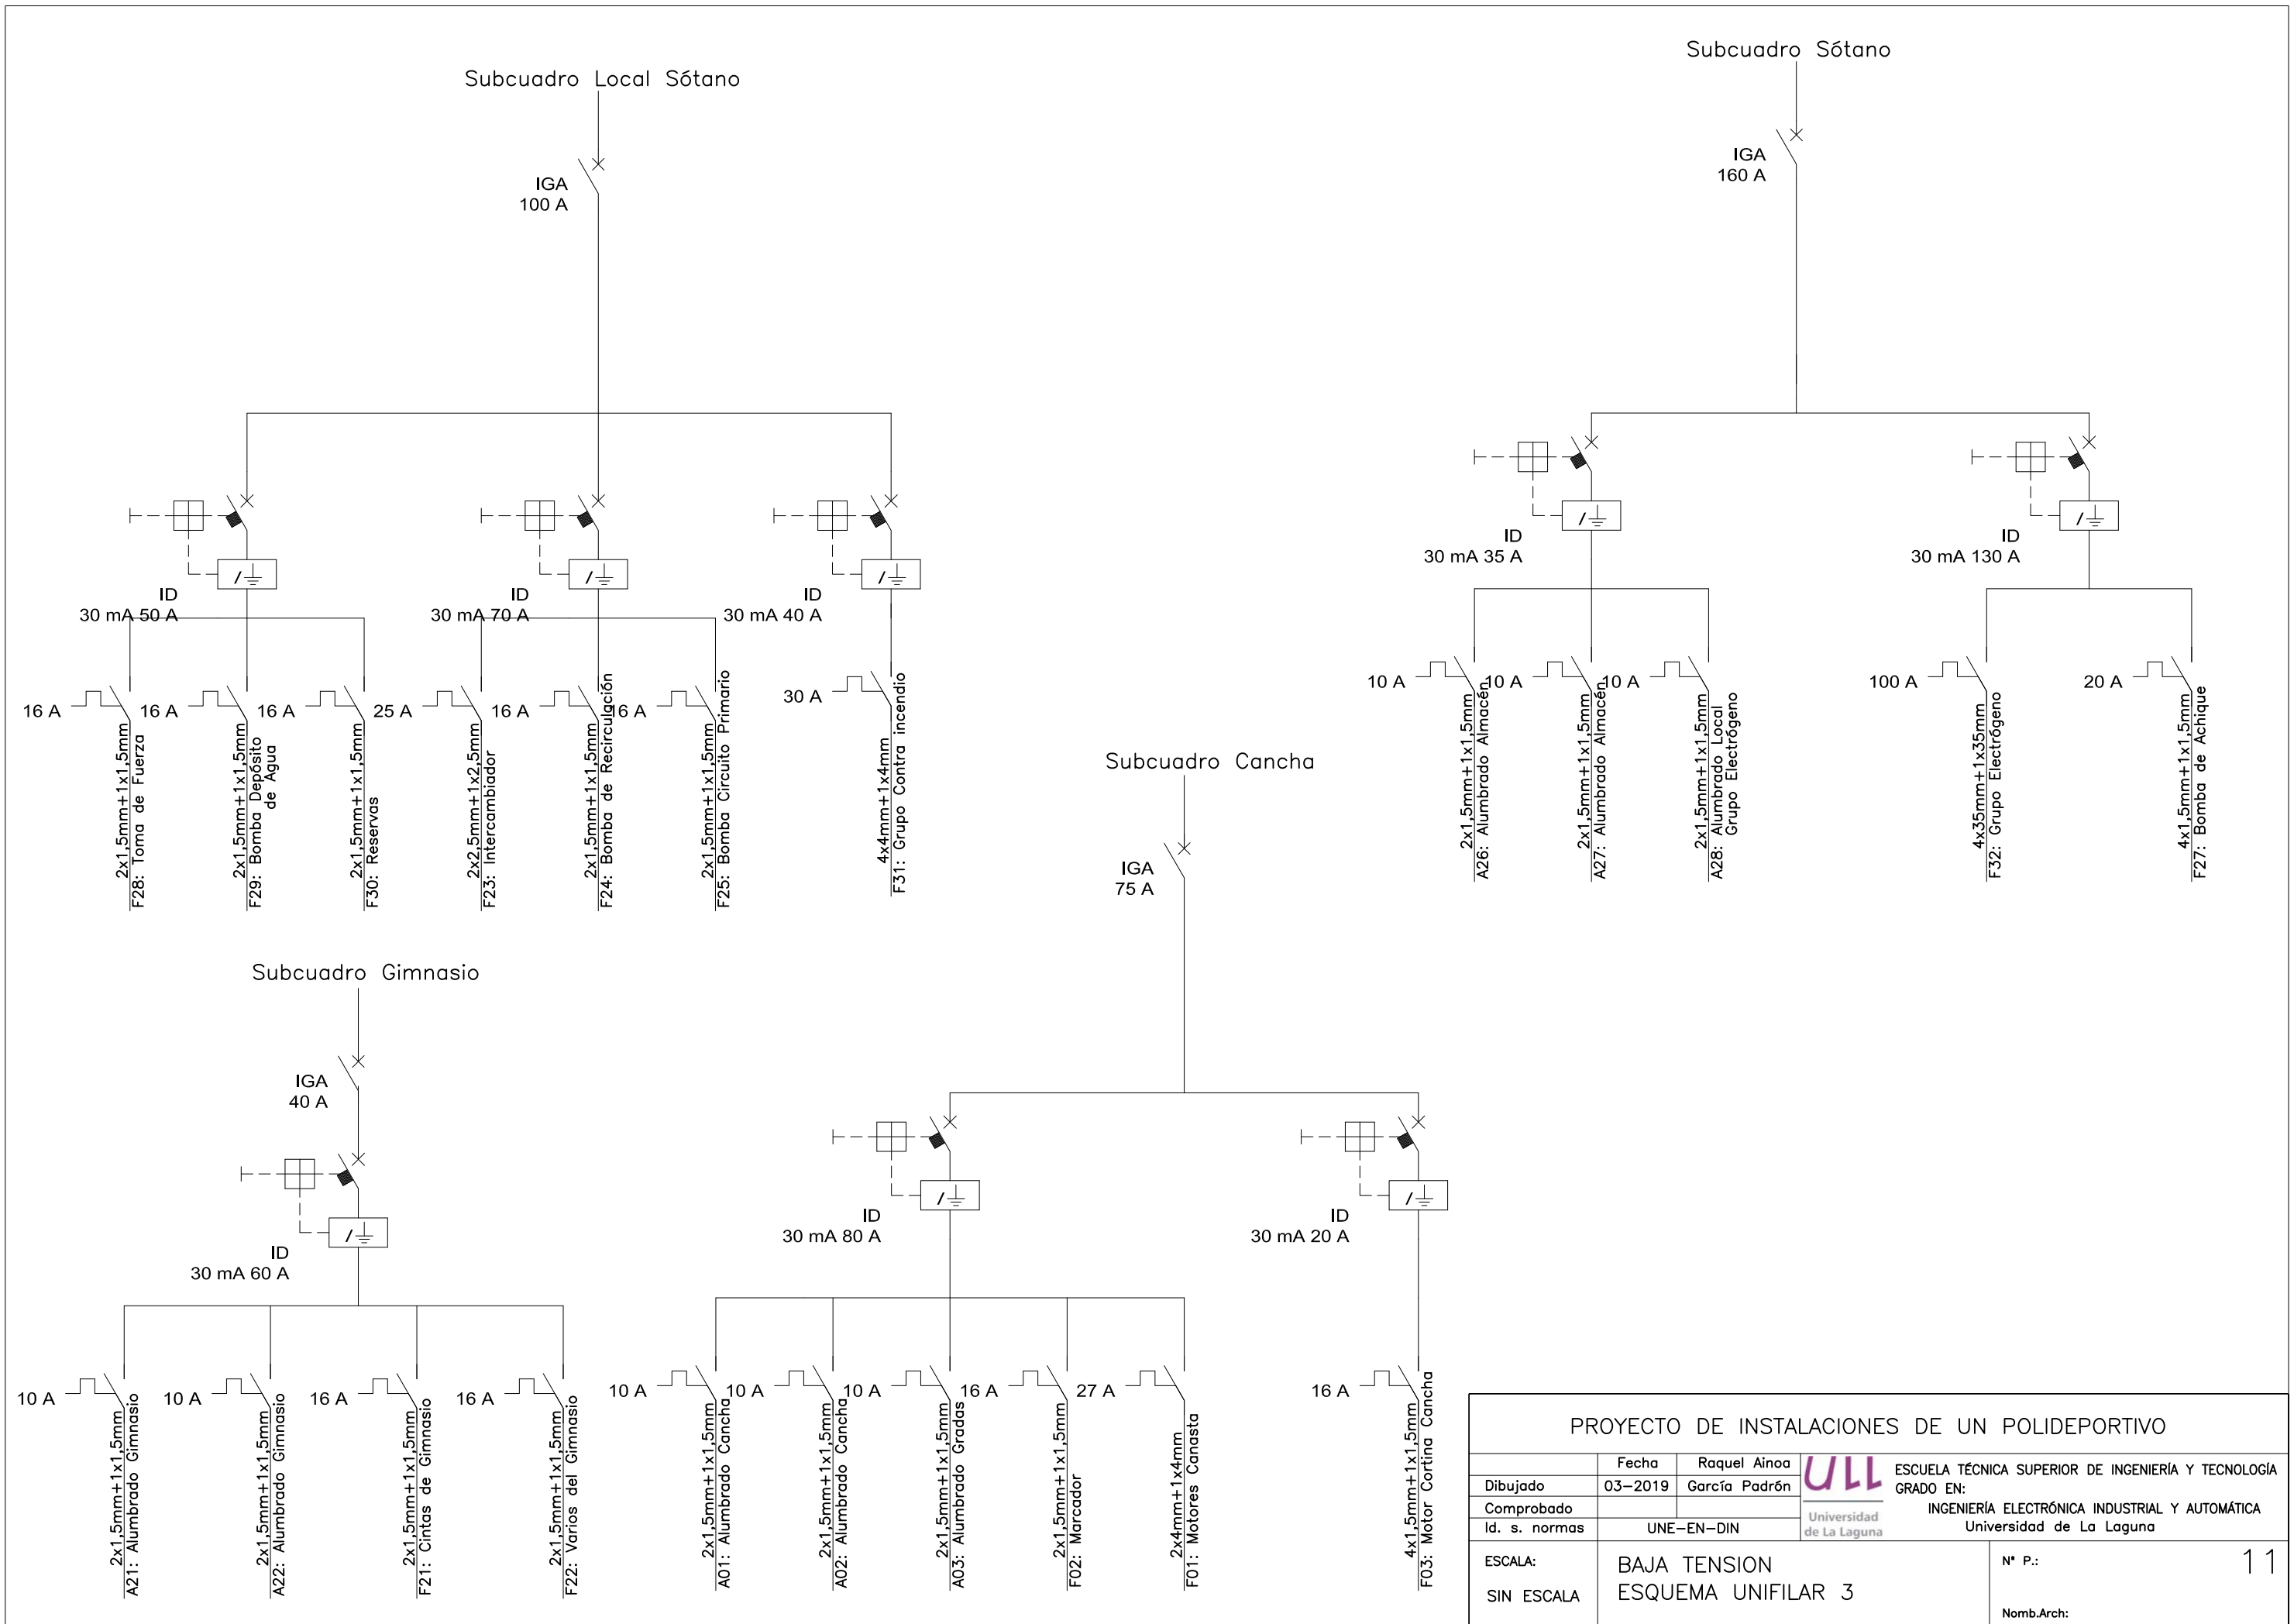 Subcuadro Local Sótano
IGA
100 A
ID
30 mA 50 A
ID
30 mA 70 A
ID
30 mA 40 A
16 A
2x1,5mm+1x1,5mm
F28: Toma de Fuerza
16 A
2x1,5mm+1x1,5mm
F29: Bomba Depósito
de Agua
16 A
2x1,5mm+1x1,5mm
F30: Reservas
25 A
2x2,5mm+1x2,5mm
F23: Intercambiador
16 A
2x1,5mm+1x1,5mm
F24: Bomba de Recirculación
16 A
2x1,5mm+1x1,5mm
F25: Bomba Circuito Primario
30 A
4x4mm+1x4mm
F31: Grupo Contra incendio
Subcuadro Sótano
IGA
160 A
ID
30 mA 35 A
ID
30 mA 130 A
10 A
2x1,5mm+1x1,5mm
A26: Alumbrado Almacén
10 A
2x1,5mm+1x1,5mm
A27: Alumbrado Almacén
10 A
2x1,5mm+1x1,5mm
A28: Alumbrado Local
Grupo Electrógeno
100 A
4x35mm+1x35mm
F32: Grupo Electrógeno
20 A
4x1,5mm+1x1,5mm
F27: Bomba de Achique
Subcuadro Gimnasio
IGA
40 A
ID
30 mA 60 A
10 A
2x1,5mm+1x1,5mm
A21: Alumbrado Gimnasio
10 A
2x1,5mm+1x1,5mm
A22: Alumbrado Gimnasio
16 A
2x1,5mm+1x1,5mm
F21: Cintas de Gimnasio
16 A
2x1,5mm+1x1,5mm
F22: Varios del Gimnasio
Subcuadro Cancha
IGA
75 A
ID
30 mA 80 A
ID
30 mA 20 A
10 A
2x1,5mm+1x1,5mm
A01: Alumbrado Cancha
10 A
2x1,5mm+1x1,5mm
A02: Alumbrado Cancha
10 A
2x1,5mm+1x1,5mm
A03: Alumbrado Gradas
16 A
2x1,5mm+1x1,5mm
F02: Marcador
27 A
2x4mm+1x4mm
F01: Motores Canasta
16 A
4x1,5mm+1x1,5mm
F03: Motor Cortina Cancha
PROYECTO DE INSTALACIONES DE UN POLIDEPORTIVO
Fecha
Raquel Ainoa
Dibujado
03-2019
García Padrón
Comprobado
Id. s. normas
UNE-EN-DIN
ULL
Universidad
de La Laguna
ESCUELA TÉCNICA SUPERIOR DE INGENIERÍA Y TECNOLOGÍA
GRADO EN:
INGENIERÍA ELECTRÓNICA INDUSTRIAL Y AUTOMÁTICA
Universidad de La Laguna
ESCALA:
SIN ESCALA
BAJA TENSION
ESQUEMA UNIFILAR 3
Nº P.:
11
Nomb.Arch: